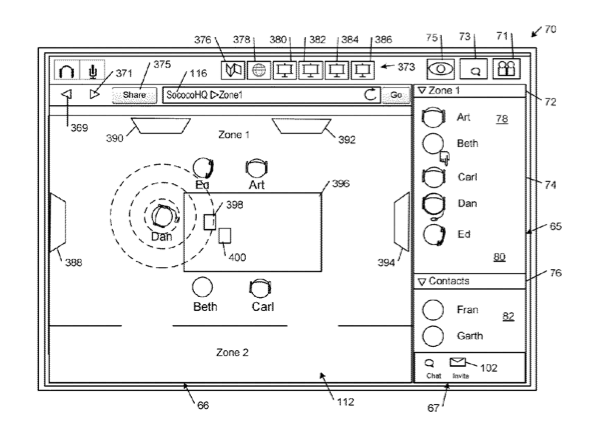 70
376 378 380 382 384 386
75 73 71
375
371 116
373
Share SococoHQ ▷Zone1 Go
369
▽ Zone 1
72
390 Zone 1 392
Art 78
Beth
Ed Art
396
Carl
74
398
Dan
Dan
65
Ed
388 400 394
80
76
▽ Contacts
Beth Carl
Fran 82
Garth
Zone 2
102
Chat Invite
66 112 67